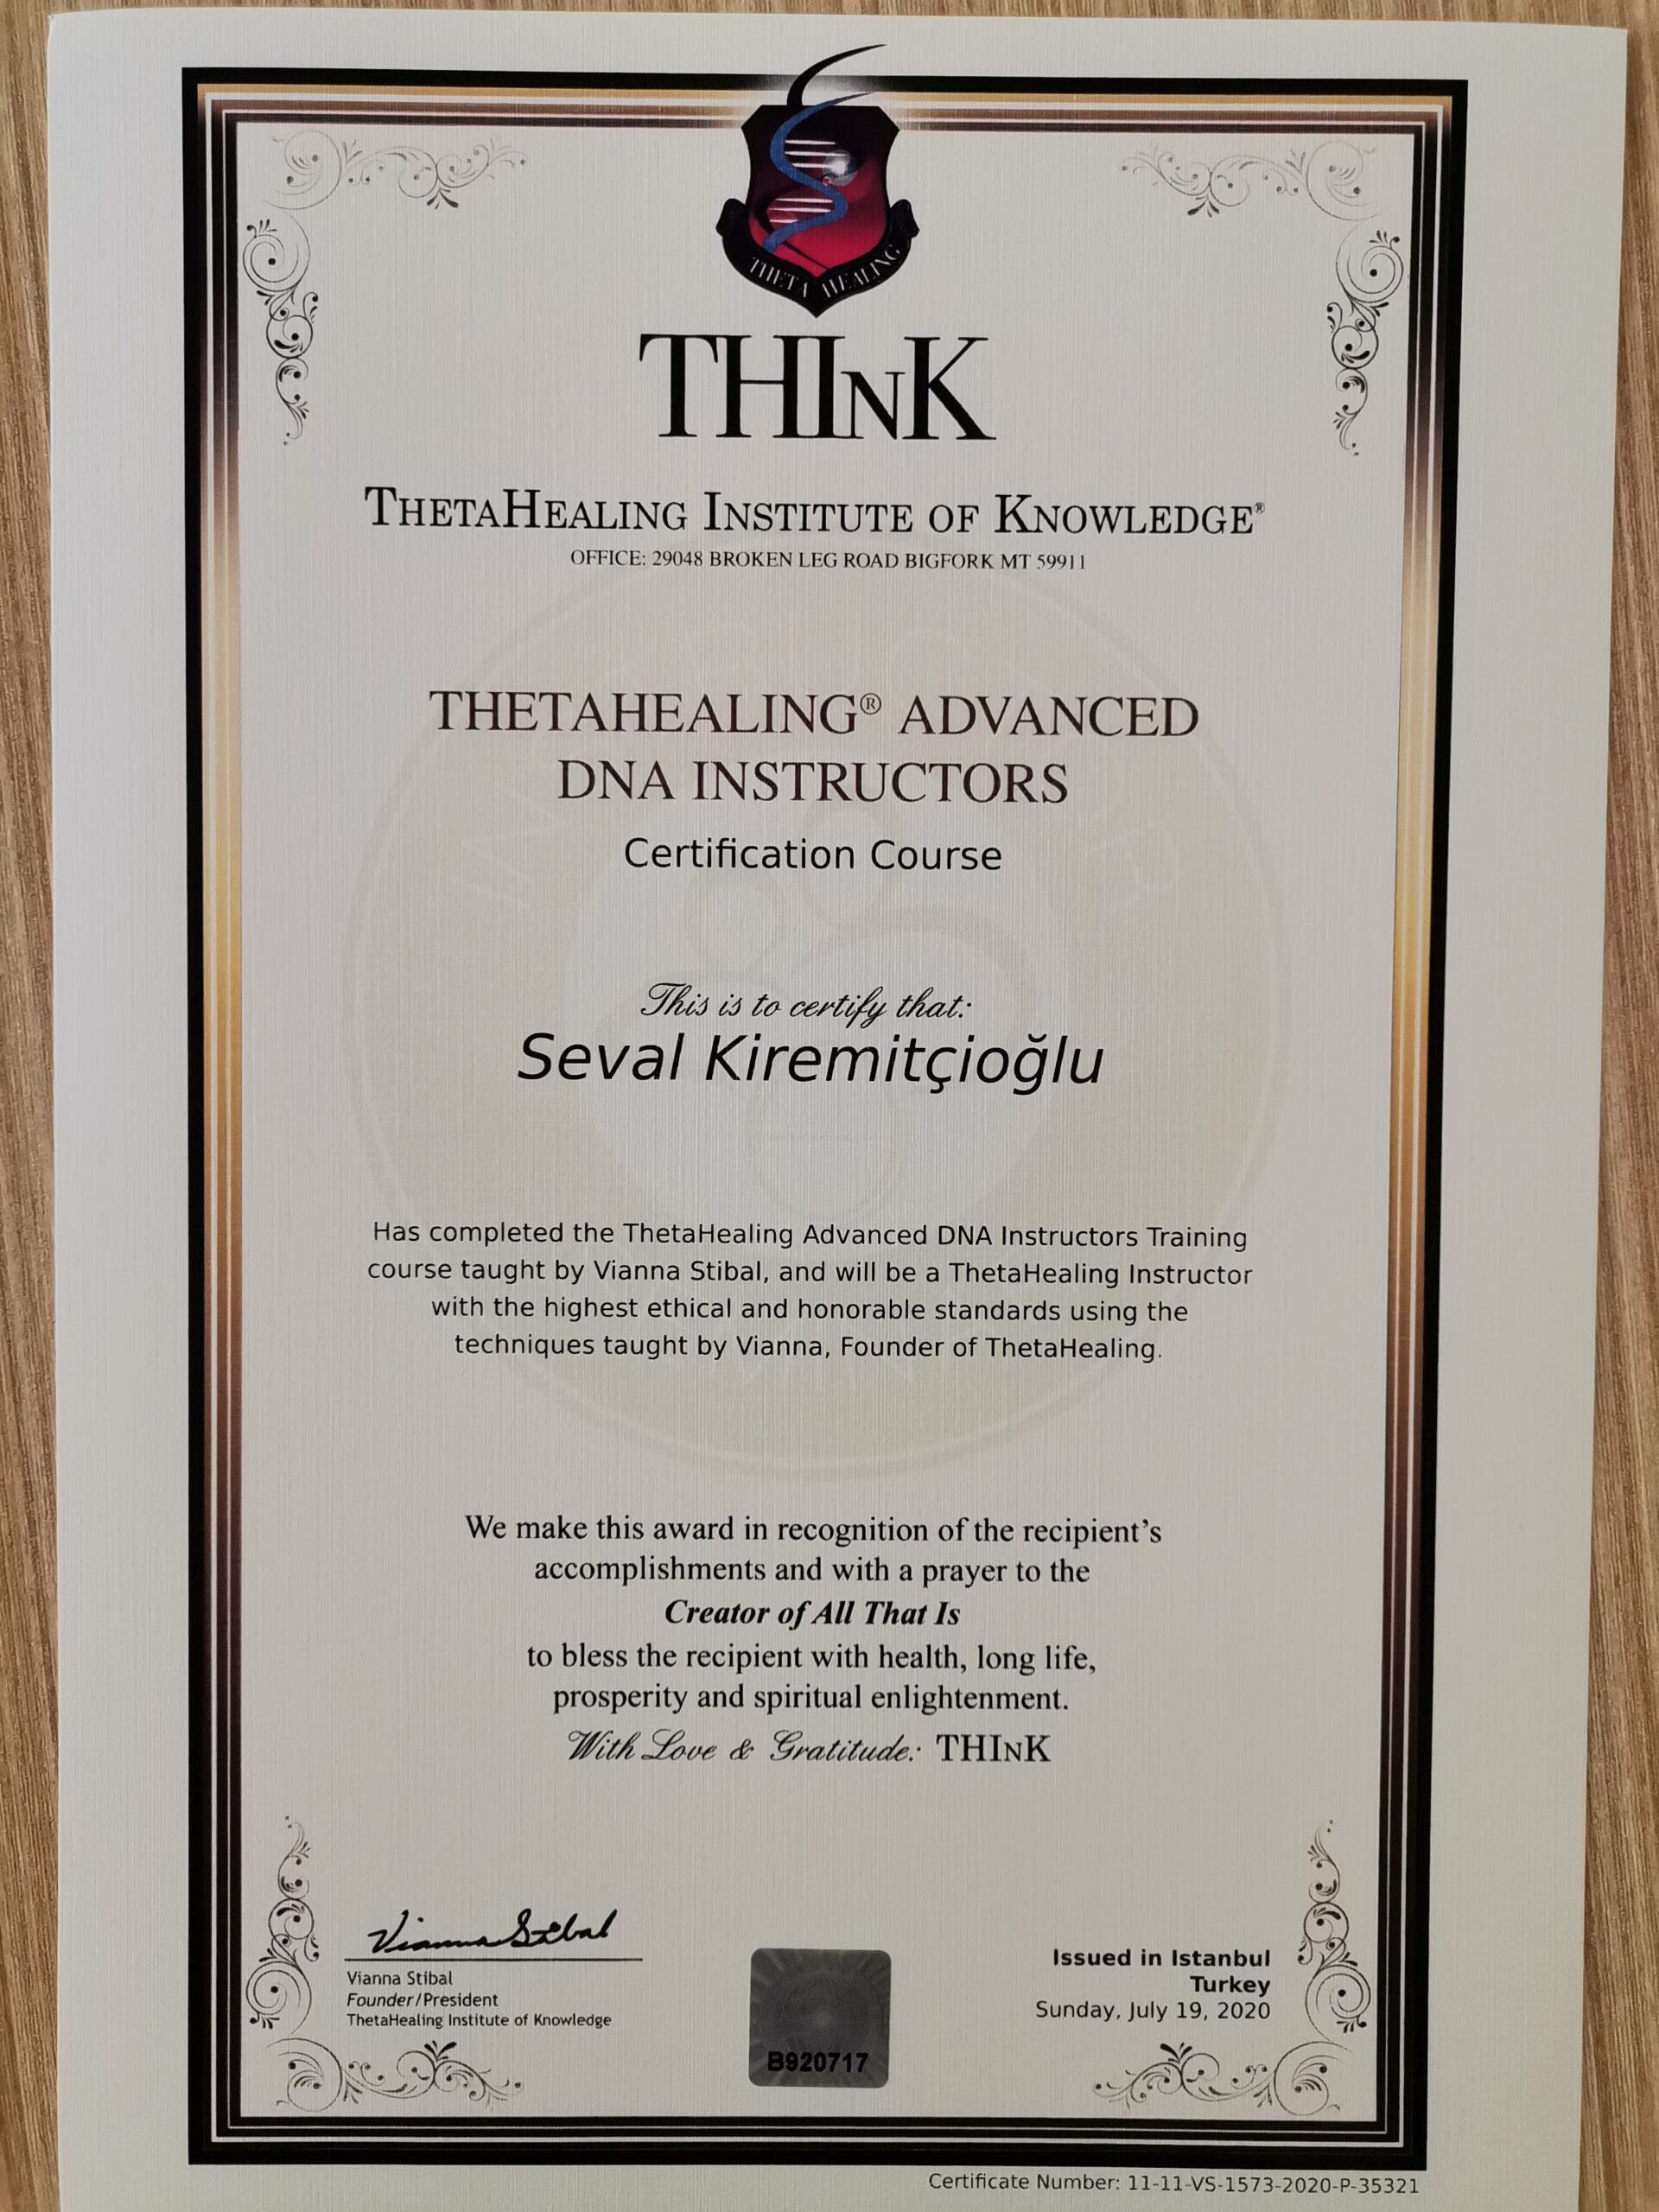 THETA HEALING
THInK
ThetaHealing Institute of Knowledge®
OFFICE: 29048 BROKEN LEG ROAD BIGFORK MT 59911
THETAHEALING® ADVANCED
DNA INSTRUCTORS
Certification Course
This is to certify that:
Seval Kiremitçioğlu
Has completed the ThetaHealing Advanced DNA Instructors Training
course taught by Vianna Stibal, and will be a ThetaHealing Instructor
with the highest ethical and honorable standards using the
techniques taught by Vianna, Founder of ThetaHealing.
We make this award in recognition of the recipient’s
accomplishments and with a prayer to the
Creator of All That Is
to bless the recipient with health, long life,
prosperity and spiritual enlightenment.
With Love & Gratitude: THInK
Vianna Stibal
Vianna Stibal
Founder/President
ThetaHealing Institute of Knowledge
B920717
Issued in Istanbul
Turkey
Sunday, July 19, 2020
Certificate Number: 11-11-VS-1573-2020-P-35321